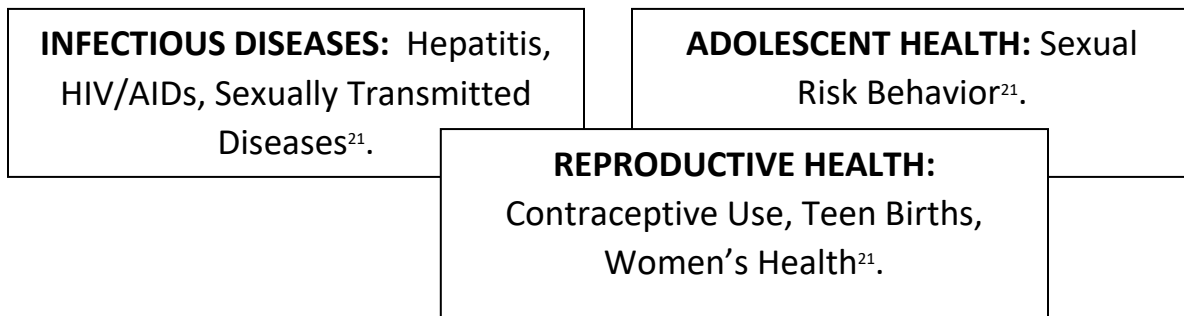 INFECTIOUS DISEASES: Hepatitis,
HIV/AIDs, Sexually Transmitted
Diseases²¹.
ADOLESCENT HEALTH: Sexual
Risk Behavior²¹.
REPRODUCTIVE HEALTH:
Contraceptive Use, Teen Births,
Women’s Health²¹.